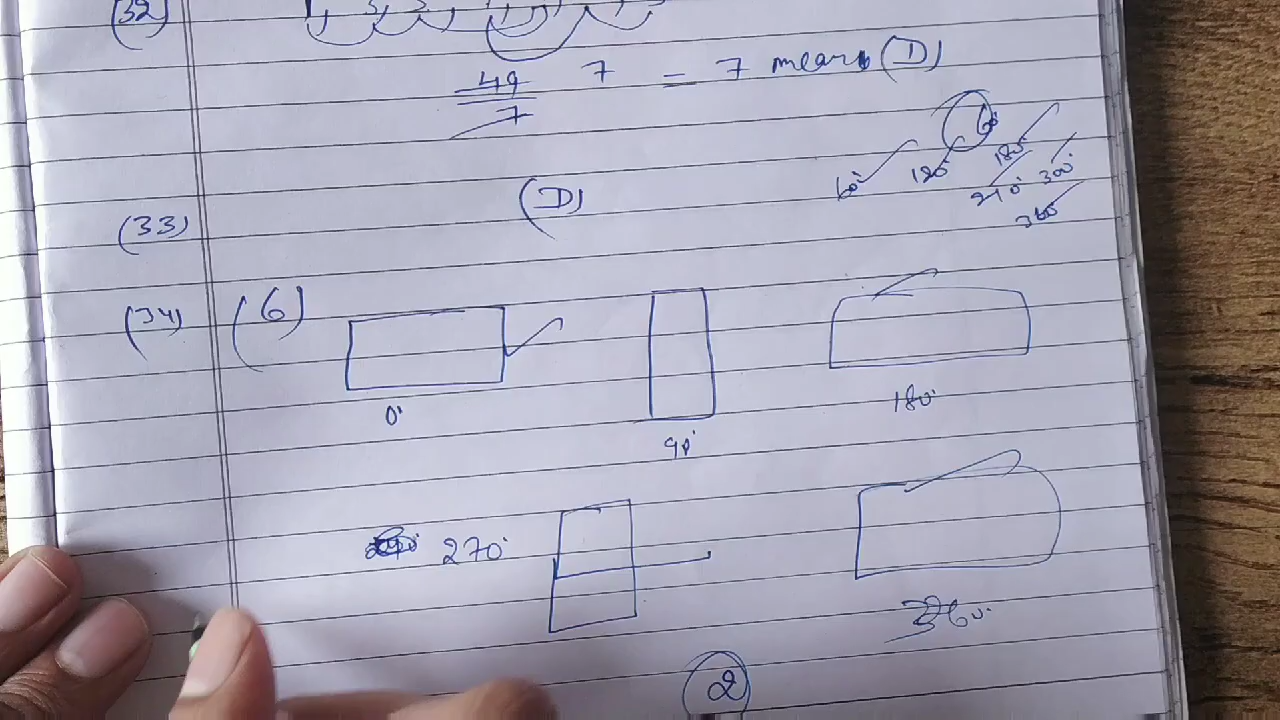 (32)
49 7 = 7 means (D)
7
60°
60° 120° 180°
240° 300°
360°
(33) (D)
(34) (6)
0° 90° 180°
270°
360°
2